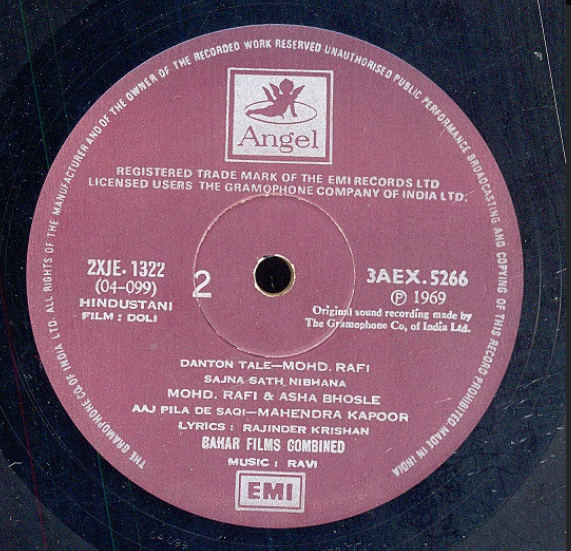 THE GRAMOPHONE CO. OF INDIA LTD. ALL RIGHTS OF THE MANUFACTURER AND OF THE OWNER OF THE RECORDED WORK RESERVED UNAUTHORISED PUBLIC PERFORMANCE BROADCASTING AND COPYING OF THIS RECORD PROHIBITED MADE IN INDIA
Angel
REGISTERED TRADE MARK OF THE EMI RECORDS LTD
LICENSED USERS THE GRAMOPHONE COMPANY OF INDIA LTD.
2XJE. 1322
(04-099)
HINDUSTANI
FILM : DOLI
2
3AEX. 5266
℗ 1969
Original sound recording made by
The Gramophone Co, of India Ltd.
DANTON TALE—MOHD. RAFI
SAJNA SATH NIBHANA
MOHD. RAFI & ASHA BHOSLE
AAJ PILA DE SAQI—MAHENDRA KAPOOR
LYRICS : RAJINDER KRISHAN
BAHAR FILMS COMBINED
MUSIC : RAVI
EMI